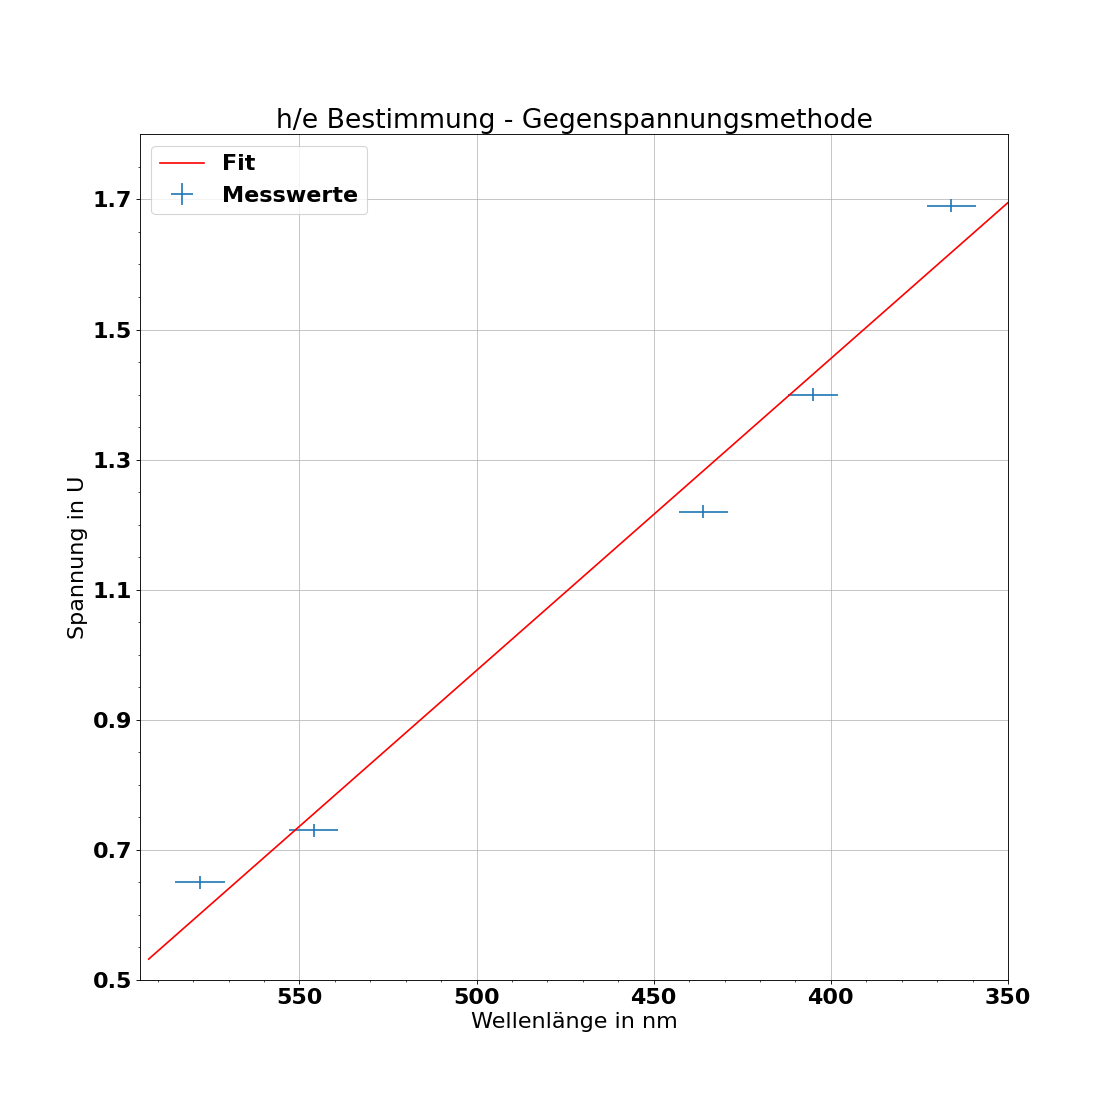 h/e Bestimmung - Gegenspannungsmethode
Fit
Messwerte
1.7
1.5
1.3
1.1
0.9
0.7
0.5
Spannung in U
550 500 450 400 350
Wellenlänge in nm